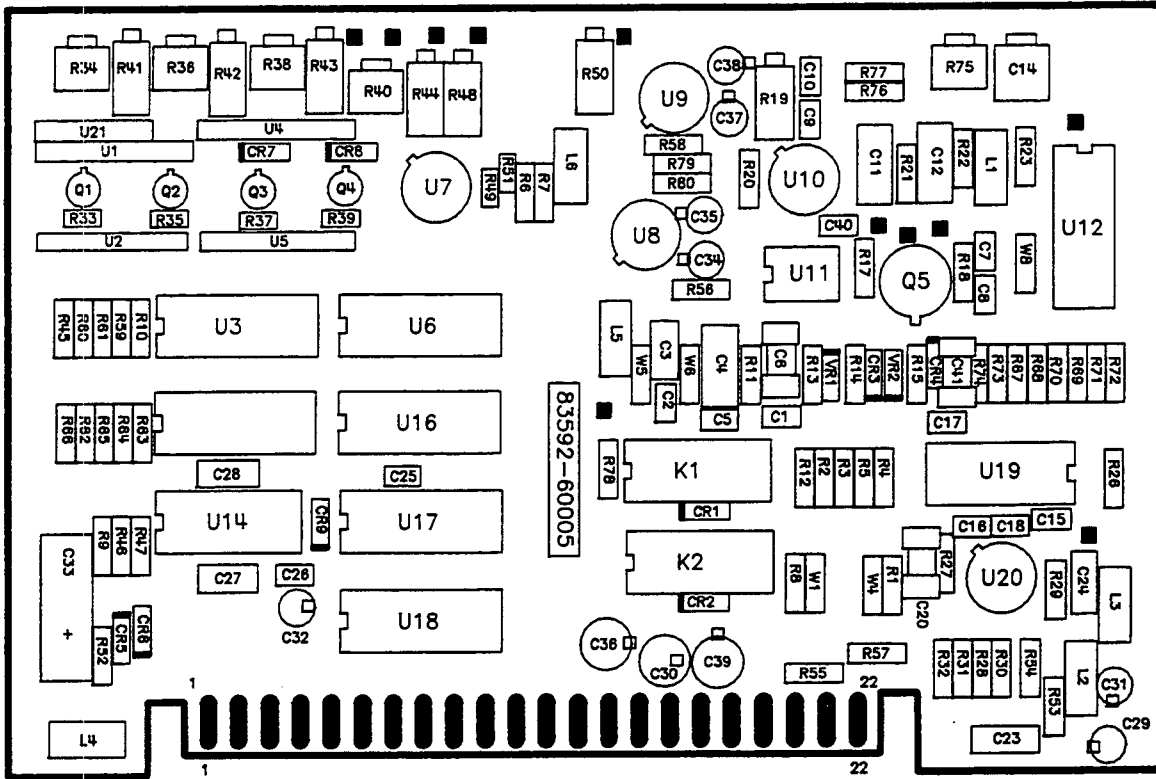 R34 R41 R36 R42 R38 R43 R40 R44 R48 R50
C38 U9 C37 R19 C10 C9 R77 R76 R75 C14
U21 U4
U1 CR7 CR8
Q1 Q2 Q3 Q4
R33 R35 R37 R39
U2 U5
U7 R49 R51 R6 R7 L6
R58 R79 R80 R20 U10 C11 R21 C12 R22 L1 R23
U8 C35 C34 R56 C40 U11 R17 Q5 R18 C7 C8 W8 U12
R45 R80 R61 R59 R10 U3 U6
L5 W5 C3 C2 W6 C4 C5 R11 C6 C1 R13 VR1 R14 CR3 VR2 R15 CR4 C41 R74 R73 R67 R68 R70 R69 R71 R72
C17
R66 R82 R65 R84 R63 U16
83592-60005
R78 K1 R12 R2 R3 R5 R4 U19 R26
C28 C25
CR1
C16 C18 C15
C33 + R9 R46 R47 U14 CR9 U17
K2 R8 W1 W4 R1 C20 R27 U20 R29 C24 L3
C27 C26
CR2
CR5 CR6 R52 C32 U18
C36 C30 C39 R55 R57 R32 R31 R28 R30 R54 R53 L2 C31
1 22
L4 C23 C29
1 22